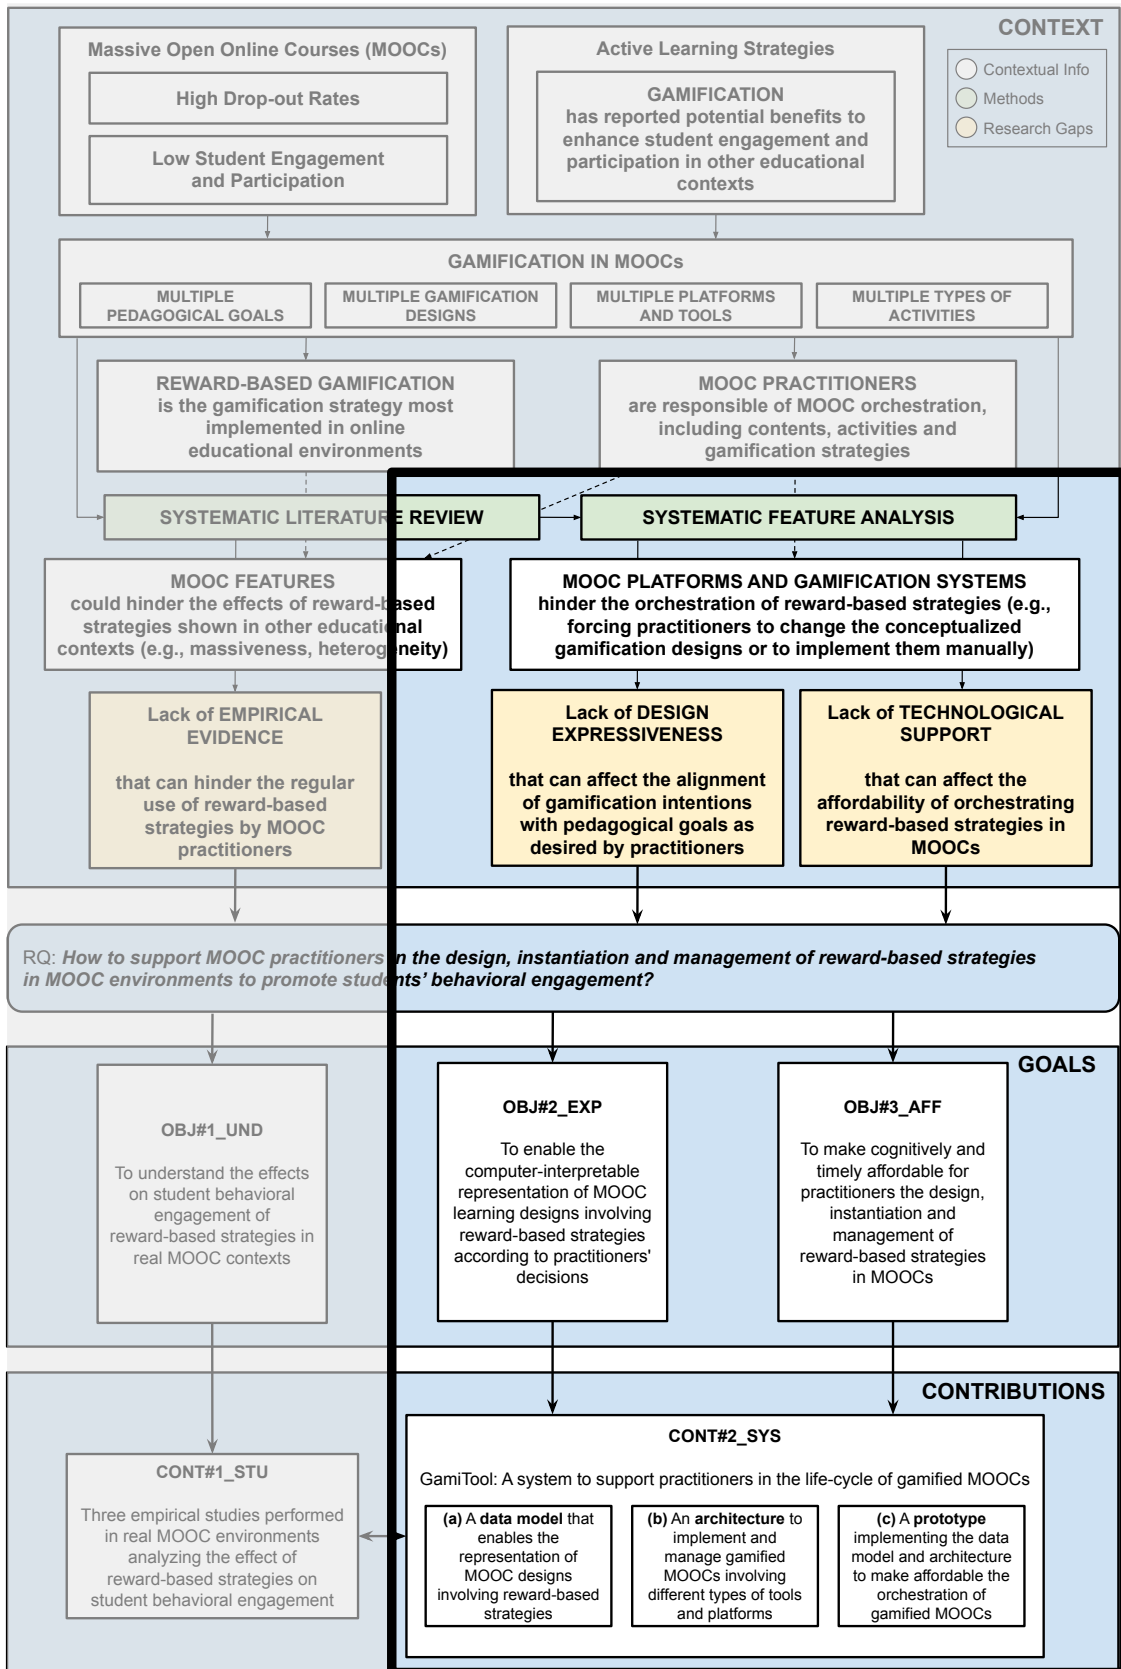 CONTEXT
Contextual Info
Methods
Research Gaps
Massive Open Online Courses (MOOCs)
High Drop-out Rates
Low Student Engagement
and Participation
Active Learning Strategies
GAMIFICATION
has reported potential benefits to
enhance student engagement and
participation in other educational
contexts
GAMIFICATION IN MOOCs
MULTIPLE
PEDAGOGICAL GOALS
MULTIPLE GAMIFICATION
DESIGNS
MULTIPLE PLATFORMS
AND TOOLS
MULTIPLE TYPES OF
ACTIVITIES
REWARD-BASED GAMIFICATION
is the gamification strategy most
implemented in online
educational environments
MOOC PRACTITIONERS
are responsible of MOOC orchestration,
including contents, activities and
gamification strategies
SYSTEMATIC LITERATURE REVIEW
SYSTEMATIC FEATURE ANALYSIS
MOOC FEATURES
could hinder the effects of reward-based
strategies shown in other educational
contexts (e.g., massiveness, heterogeneity)
MOOC PLATFORMS AND GAMIFICATION SYSTEMS
hinder the orchestration of reward-based strategies (e.g.,
forcing practitioners to change the conceptualized
gamification designs or to implement them manually)
Lack of EMPIRICAL
EVIDENCE
that can hinder the regular
use of reward-based
strategies by MOOC
practitioners
Lack of DESIGN
EXPRESSIVENESS
that can affect the alignment
of gamification intentions
with pedagogical goals as
desired by practitioners
Lack of TECHNOLOGICAL
SUPPORT
that can affect the
affordability of orchestrating
reward-based strategies in
MOOCs
RQ: How to support MOOC practitioners in the design, instantiation and management of reward-based strategies
in MOOC environments to promote students' behavioral engagement?
GOALS
OBJ#1_UND
To understand the effects
on student behavioral
engagement of
reward-based strategies in
real MOOC contexts
OBJ#2_EXP
To enable the
computer-interpretable
representation of MOOC
learning designs involving
reward-based strategies
according to practitioners'
decisions
OBJ#3_AFF
To make cognitively and
timely affordable for
practitioners the design,
instantiation and
management of
reward-based strategies
in MOOCs
CONTRIBUTIONS
CONT#1_STU
Three empirical studies performed
in real MOOC environments
analyzing the effect of
reward-based strategies on
student behavioral engagement
CONT#2_SYS
GamiTool: A system to support practitioners in the life-cycle of gamified MOOCs
(a) A data model that
enables the
representation of
MOOC designs
involving reward-based
strategies
(b) An architecture to
implement and
manage gamified
MOOCs involving
different types of tools
and platforms
(c) A prototype
implementing the data
model and architecture
to make affordable the
orchestration of
gamified MOOCs